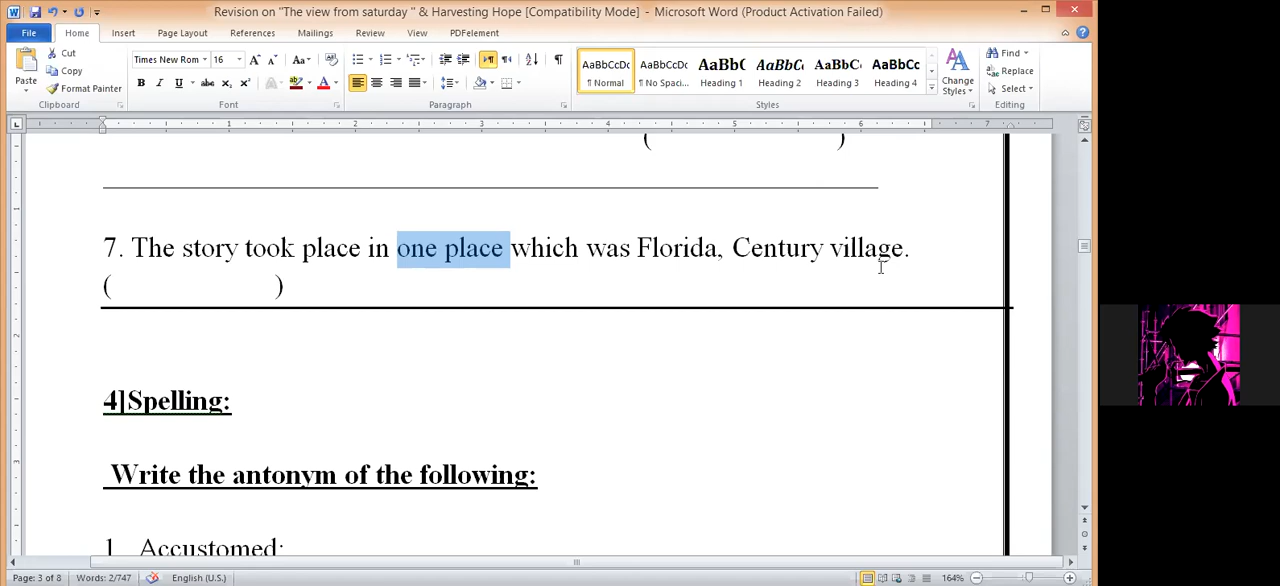 Revision on "The view from saturday " & Harvesting Hope [Compatibility Mode] - Microsoft Word (Product Activation Failed)
File Home Insert Page Layout References Mailings Review View PDFelement
Cut
Copy
Format Painter
Paste
Clipboard
Times New Rom 16
Font
Paragraph
AaBbCcDc AaBbCcDc AaBb( AaBbCc AaBbC AaBbCc
¶ Normal ¶ No Spaci... Heading 1 Heading 2 Heading 3 Heading 4
Change Styles
Styles
Find
Replace
Select
Editing
( )
7. The story took place in one place which was Florida, Century village.
( )
4]Spelling:
Write the antonym of the following:
1 Accustomed:
Page: 3 of 8 Words: 2/747 English (U.S.) 164%